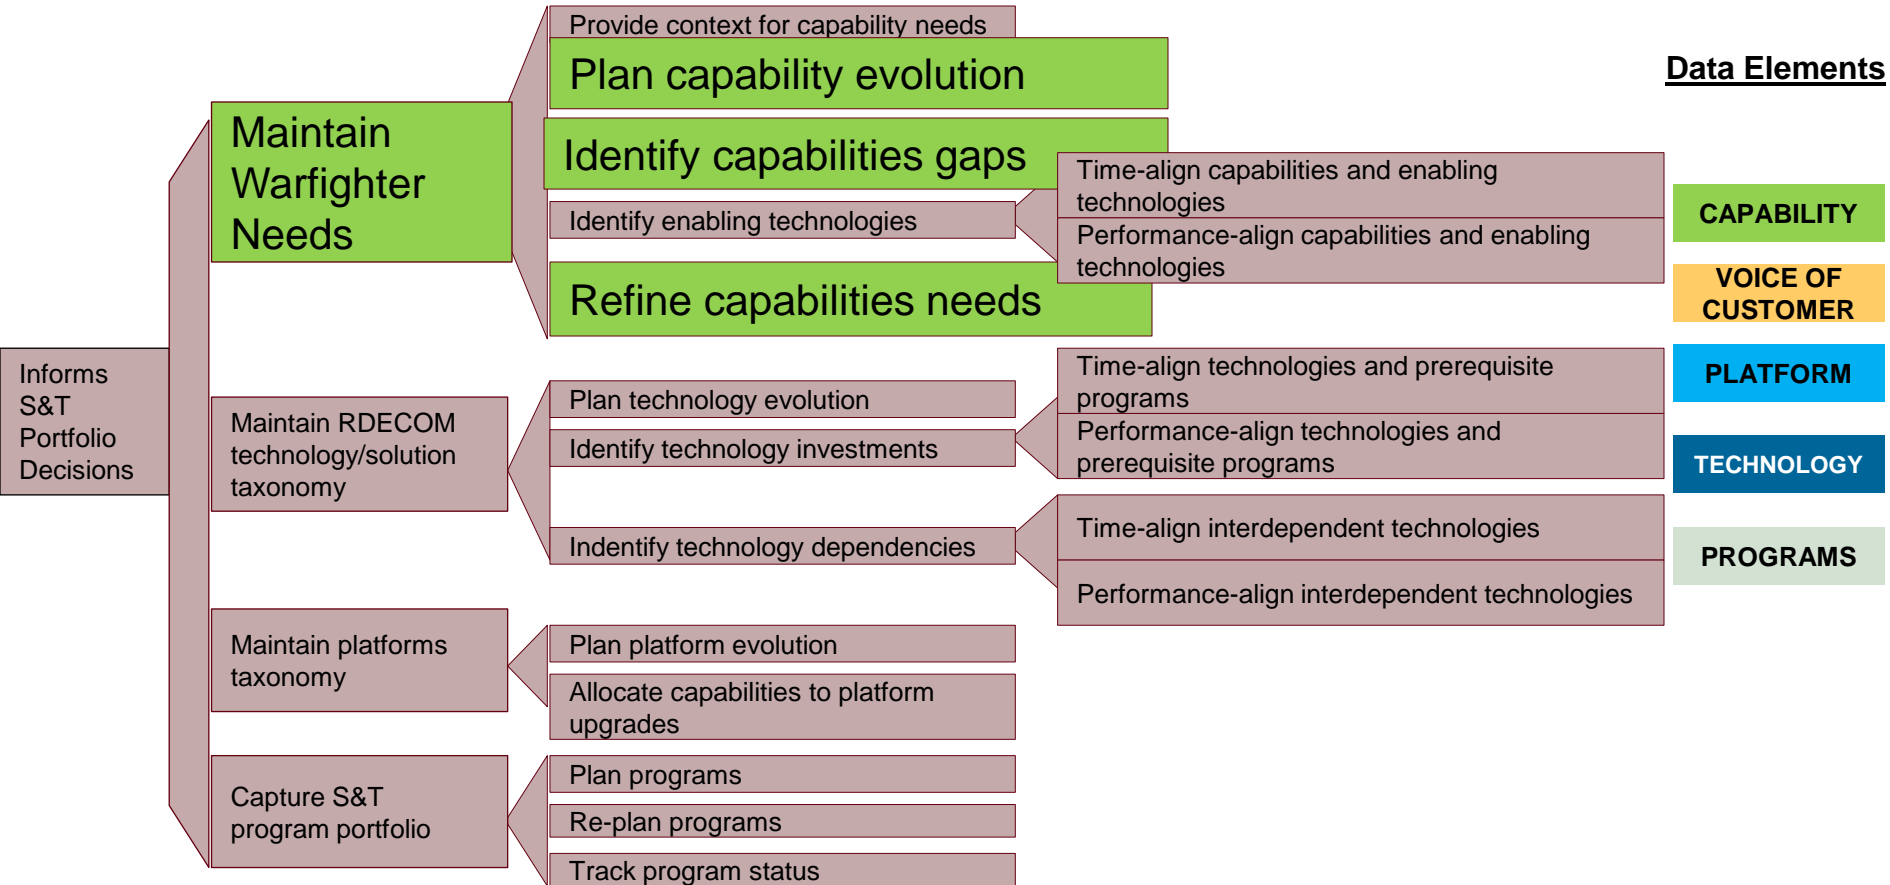 Provide context for capability needs
Plan capability evolution
Data Elements
Maintain
Warfighter
Needs
Identify capabilities gaps
Time-align capabilities and enabling
technologies
Identify enabling technologies
Performance-align capabilities and enabling
technologies
Refine capabilities needs
CAPABILITY
VOICE OF
CUSTOMER
PLATFORM
TECHNOLOGY
PROGRAMS
Informs
S&T
Portfolio
Decisions
Maintain RDECOM
technology/solution
taxonomy
Plan technology evolution
Identify technology investments
Time-align technologies and prerequisite
programs
Performance-align technologies and
prerequisite programs
Indentify technology dependencies
Time-align interdependent technologies
Performance-align interdependent technologies
Maintain platforms
taxonomy
Plan platform evolution
Allocate capabilities to platform
upgrades
Capture S&T
program portfolio
Plan programs
Re-plan programs
Track program status